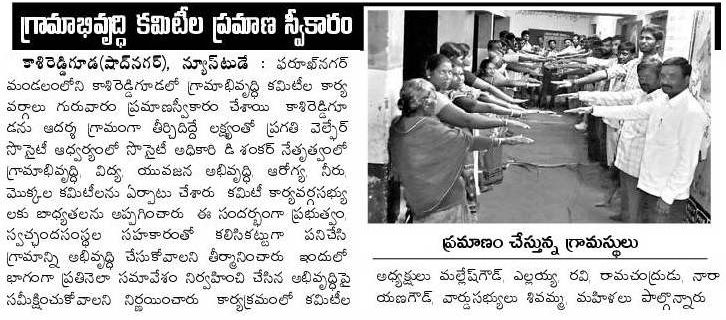 గ్రామాభివృద్ధి కమిటీల ప్రమాణ స్వీకారం
కాశిరెడ్డిగూడ(షాద్‌నగర్), న్యూస్‌టుడే : ఫరూఖ్‌నగర్
మండలంలోని కాశిరెడ్డిగూడలో గ్రామాభివృద్ధి కమిటీల కార్య
వర్గాలు గురువారం ప్రమాణస్వీకారం చేశాయి కాశిరెడ్డిగూ
డను ఆదర్శ గ్రామంగా తీర్చిదిద్దే లక్ష్యంతో ప్రగతి వెల్ఫేర్
సొసైటీ ఆధ్వర్యంలో సొసైటీ అధికారి డి శంకర్ నేతృత్వంలో
గ్రామాభివృద్ధి, విద్య యువజన అభివృద్ధి, ఆరోగ్య నీరు,
మొక్కల కమిటీలను ఏర్పాటు చేశారు కమిటీ కార్యవర్గసభ్యు
లకు బాధ్యతలను అప్పగించారు ఈ సందర్భంగా ప్రభుత్వం,
స్వచ్ఛందసంస్థల సహకారంతో కలిసికట్టుగా పనిచేసి
గ్రామాన్ని అభివృద్ధి చేసుకోవాలని తీర్మానించారు ఇందులో
భాగంగా ప్రతినెలా సమావేశం నిర్వహించి చేసిన అభివృద్ధిపై
సమీక్షించుకోవాలని నిర్ణయించారు కార్యక్రమంలో కమిటీల
ప్రమాణం చేస్తున్న గ్రామస్థులు
అధ్యక్షులు మల్లేష్‌గౌడ్, ఎల్లయ్య రవి, రామచంద్రుడు, నారా
యణగౌడ్, వార్డుసభ్యులు శివమ్మ, మహిళలు పాల్గొన్నారు